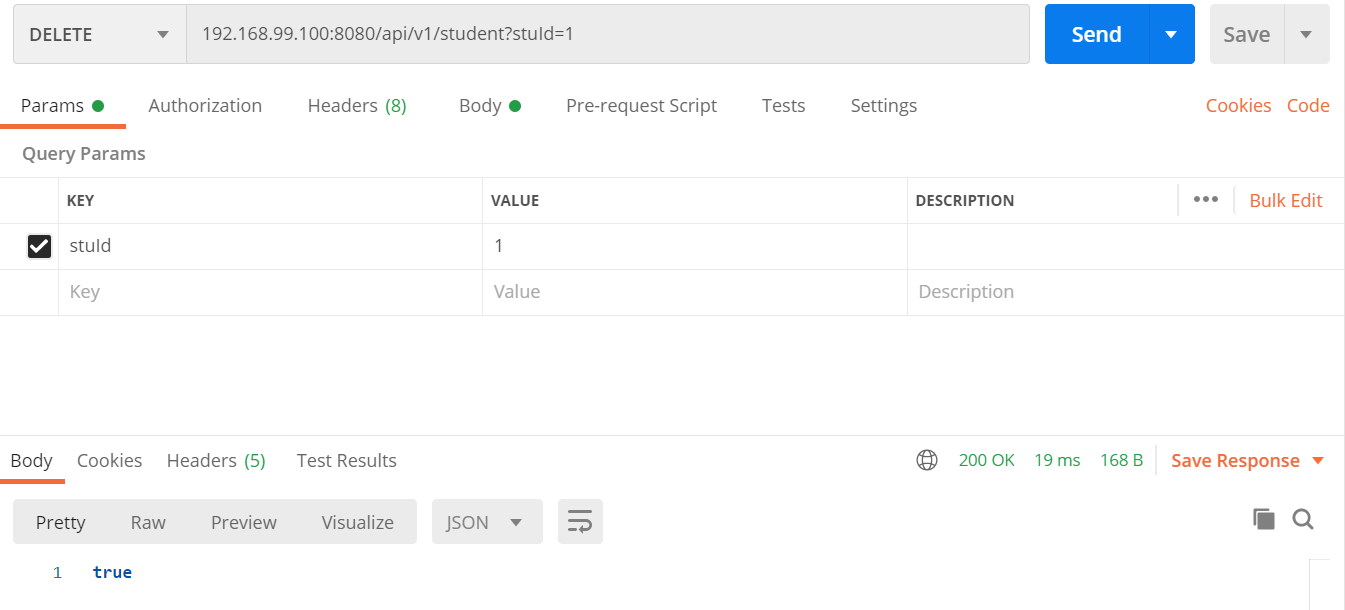 DELETE 192.168.99.100:8080/api/v1/student?stuId=1 Send Save
Params Authorization Headers (8) Body Pre-request Script Tests Settings Cookies Code
Query Params
KEY VALUE DESCRIPTION ••• Bulk Edit
stuId 1
Key Value Description
Body Cookies Headers (5) Test Results 200 OK 19 ms 168 B Save Response
Pretty Raw Preview Visualize JSON
1 true